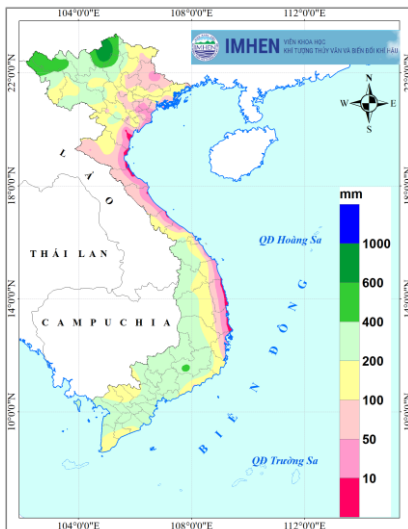 104°0'0"E
108°0'0"E
112°0'0"E
IMHEN
VIỆN KHOA HỌC
KHÍ TƯỢNG THỦY VĂN VÀ BIẾN ĐỔI KHÍ HẬU
22°0'0"N
N
W
E
S
LÀO
18°0'0"N
mm
QĐ Hoàng Sa
1000
THÁI LAN
600
14°0'0"N
CAMPUCHIA
400
200
BIỂN ĐÔNG
100
10°0'0"N
50
QĐ Trường Sa
10
104°0'0"E
108°0'0"E
112°0'0"E